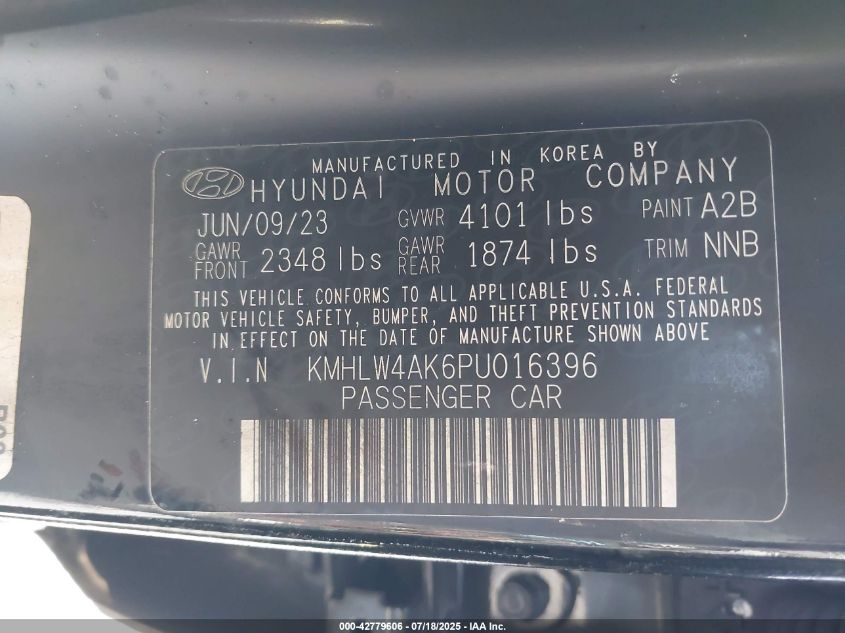 MANUFACTURED IN KOREA BY
HYUNDAI MOTOR COMPANY
JUN/09/23 GVWR 4101 lbs PAINT A2B
GAWR FRONT 2348 lbs GAWR REAR 1874 lbs TRIM NNB
THIS VEHICLE CONFORMS TO ALL APPLICABLE U.S.A. FEDERAL
MOTOR VEHICLE SAFETY, BUMPER, AND THEFT PREVENTION STANDARDS
IN EFFECT ON THE DATE OF MANUFACTURE SHOWN ABOVE
V.I.N KMHLW4AK6PU016396
PASSENGER CAR
000-42779606 - 07/18/2025 - IAA Inc.